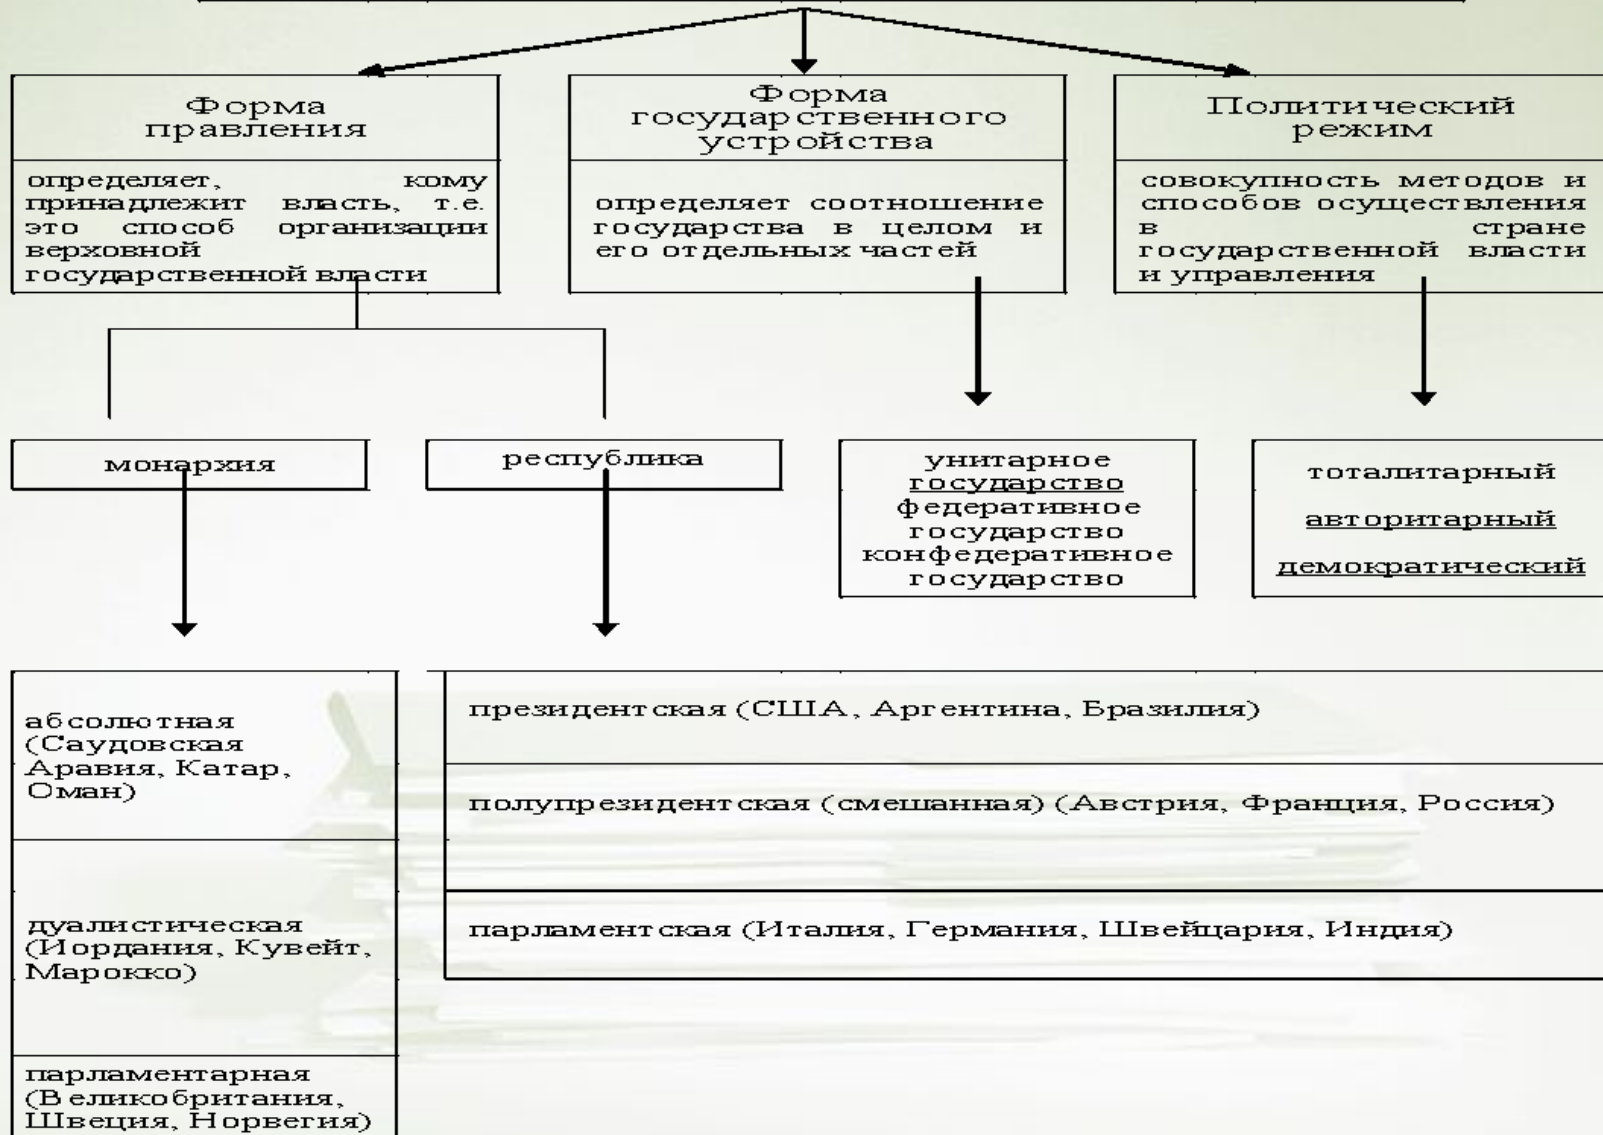 Форма
правления
определяет, кому
принадлежит власть, т.е.
это способ организации
верховной
государственной власти
Форма
государственного
устройства
определяет соотношение
государства в целом и
его отдельных частей
Политический
режим
совокупность методов и
способов осуществления
в стране
государственной власти
и управления
монархия
республика
унитарное
государство
федеративное
государство
конфедеративное
государство
тоталитарный
авторитарный
демократический
абсолютная
(Саудовская
Аравия, Катар,
Оман)
дуалистическая
(Иордания, Кувейт,
Марокко)
парламентарная
(Великобритания,
Швеция, Норвегия)
президентская (США, Аргентина, Бразилия)
полупрезидентская (смешанная) (Австрия, Франция, Россия)
парламентская (Италия, Германия, Швейцария, Индия)